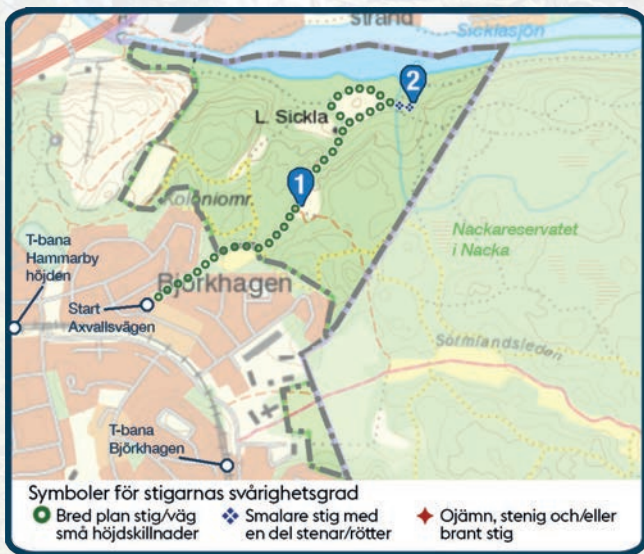 Strand
Sicklasjön
2
L. Sickla
1
Koloniomr.
Nackareservatet
i Nacka
T-bana
Hammarby
höjden
Björkhagen
Start
Axvallsvägen
Sörmlandsleden
T-bana
Björkhagen
Symboler för stigarnas svårighetsgrad
Bred plan stig/väg
små höjdskillnader
Smalare stig med
en del stenar/rötter
Ojämn, stenig och/eller
brant stig